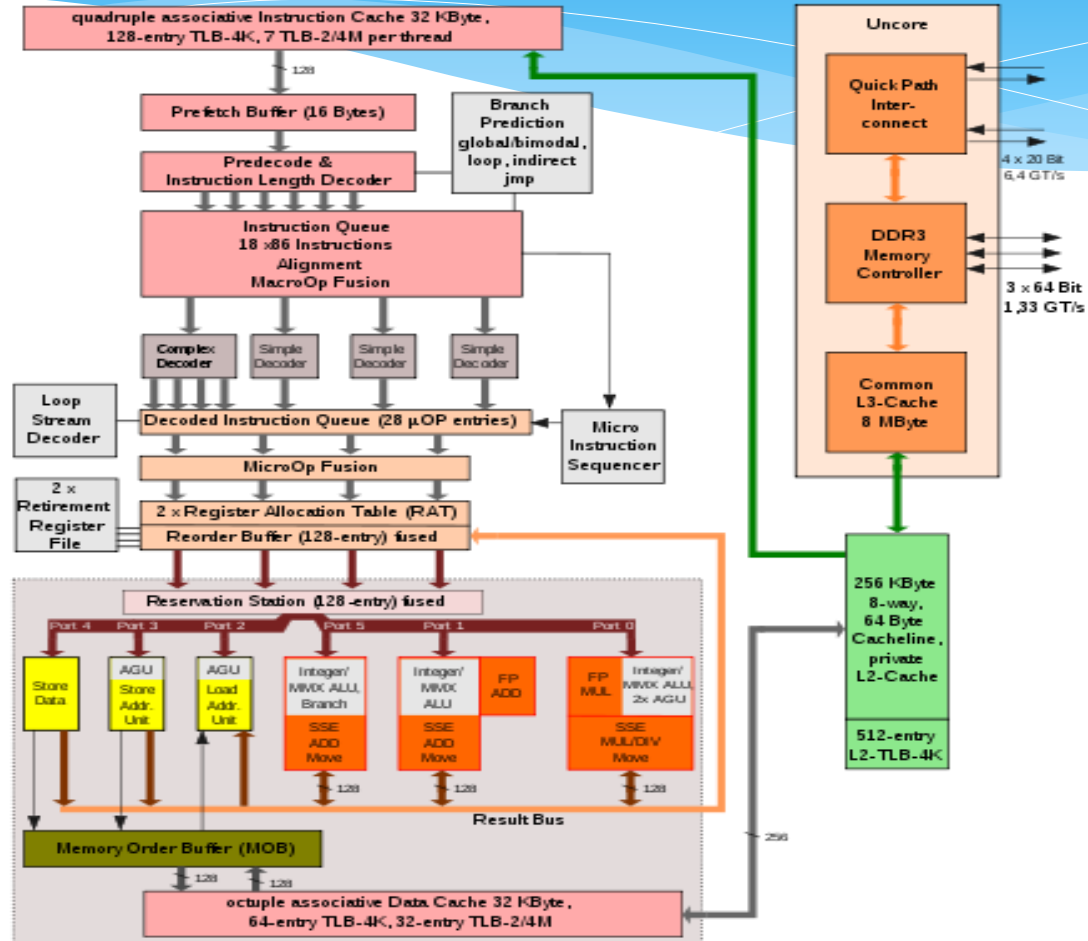 quadruple associative Instruction Cache 32 KByte,
128-entry TLB-4K, 7 TLB-2/4M per thread
128
Prefetch Buffer (16 Bytes)
Predecode &
Instruction Length Decoder
Branch
Prediction
global/bimodal,
loop, indirect
jmp
Instruction Queue
18 x86 Instructions
Alignment
MacroOp Fusion
Complex
Decoder
Simple
Decoder
Simple
Decoder
Simple
Decoder
Loop
Stream
Decoder
Decoded Instruction Queue (28 µOP entries)
Micro
Instruction
Sequencer
MicroOp Fusion
2 x
Retirement
Register
File
2 x Register Allocation Table (RAT)
Reorder Buffer (128-entry) fused
Reservation Station (128-entry) fused
Port 4
Port 3
Port 2
Port 5
Port 1
Port 0
Store
Data
AGU
Store
Addr.
Unit
AGU
Load
Addr.
Unit
Integer/
MMX ALU,
Branch
SSE
ADD
Move
Integer/
MMX
ALU
FP
ADD
SSE
ADD
Move
FP
MUL
Integer/
MMX ALU,
2x AGU
SSE
MUL/DIV
Move
128
128
128
Result Bus
Memory Order Buffer (MOB)
128
128
octuple associative Data Cache 32 KByte,
64-entry TLB-4K, 32-entry TLB-2/4M
Uncore
Quick Path
Inter-
connect
4 x 20 Bit
6,4 GT/s
DDR3
Memory
Controller
3 x 64 Bit
1,33 GT/s
Common
L3-Cache
8 MByte
256 KByte
8-way,
64 Byte
Cacheline,
private
L2-Cache
512-entry
L2-TLB-4K
256